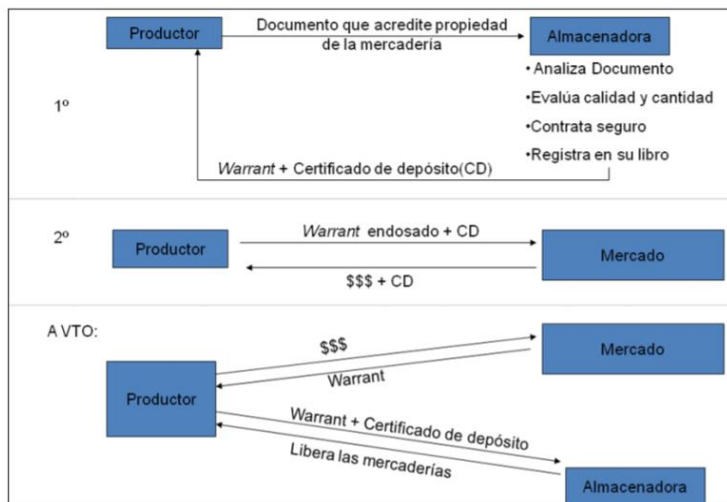 Productor
Documento que acredite propiedad
de la mercadería
Almacenadora
1º
•Analiza Documento
•Evalúa calidad y cantidad
•Contrata seguro
•Registra en su libro
Warrant + Certificado de depósito(CD)
2º
Productor
Warrant endosado + CD
$$$ + CD
Mercado
A VTO:
Productor
$$$
Warrant
Mercado
Warrant + Certificado de depósito
Libera las mercaderías
Almacenadora